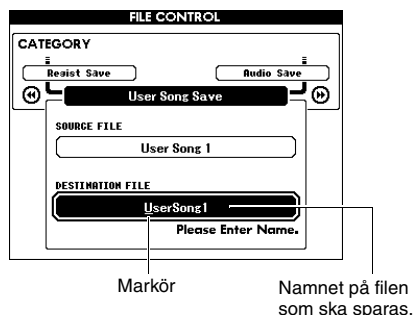 FILE CONTROL
CATEGORY
Regist Save
Audio Save
User Song Save
SOURCE FILE
User Song 1
DESTINATION FILE
UserSong1
Please Enter Name.
Markör
Namnet på filen
som ska sparas.